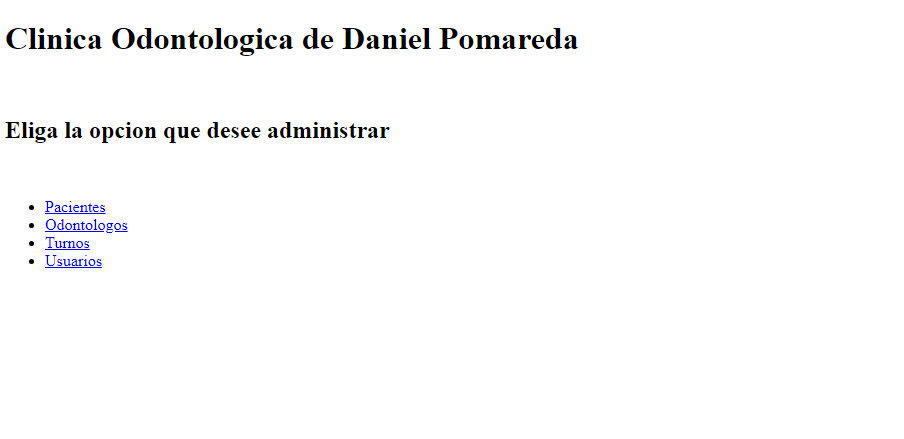 Clinica Odontologica de Daniel Pomareda
Eliga la opcion que desee administrar
Pacientes
Odontologos
Turnos
Usuarios